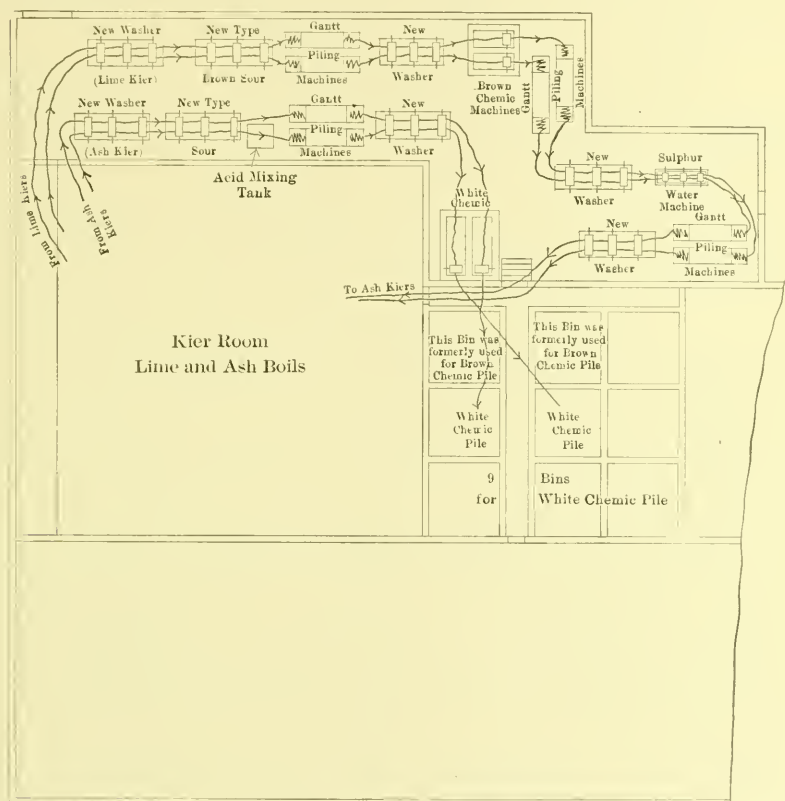 New Washer
(Lime Kier)
New Type
Brown Sour
Gantt
Piling
Machines
New
Washer
Brown
Chemic
Machines
Gantt
Piling
Machines
New Washer
(Ash Kier)
New Type
Sour
Acid Mixing
Tank
Gantt
Piling
Machines
New
Washer
White
Chemic
New
Washer
Sulphur
Water
Machine
Gantt
Piling
Machines
New
Washer
From Lime Kiers
From Ash
Kiers
To Ash Kiers
Kier Room
Lime and Ash Boils
This Bin was
formerly used
for Brown
Chemic Pile
This Bin was
formerly used
for Brown
Chemic Pile
White
Chemic
Pile
White
Chemic
Pile
9 Bins
for White Chemic Pile